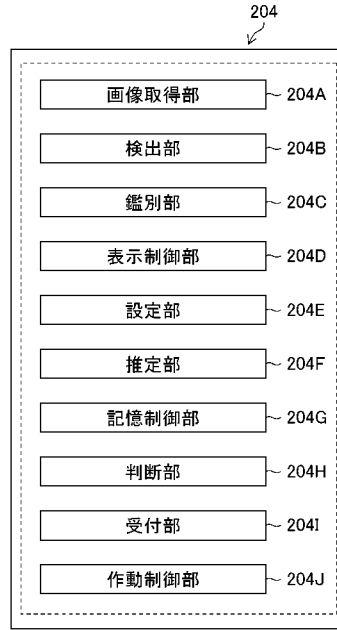 204
画像取得部 204A
検出部 204B
鑑別部 204C
表示制御部 204D
設定部 204E
推定部 204F
記憶制御部 204G
判断部 204H
受付部 204I
作動制御部 204J